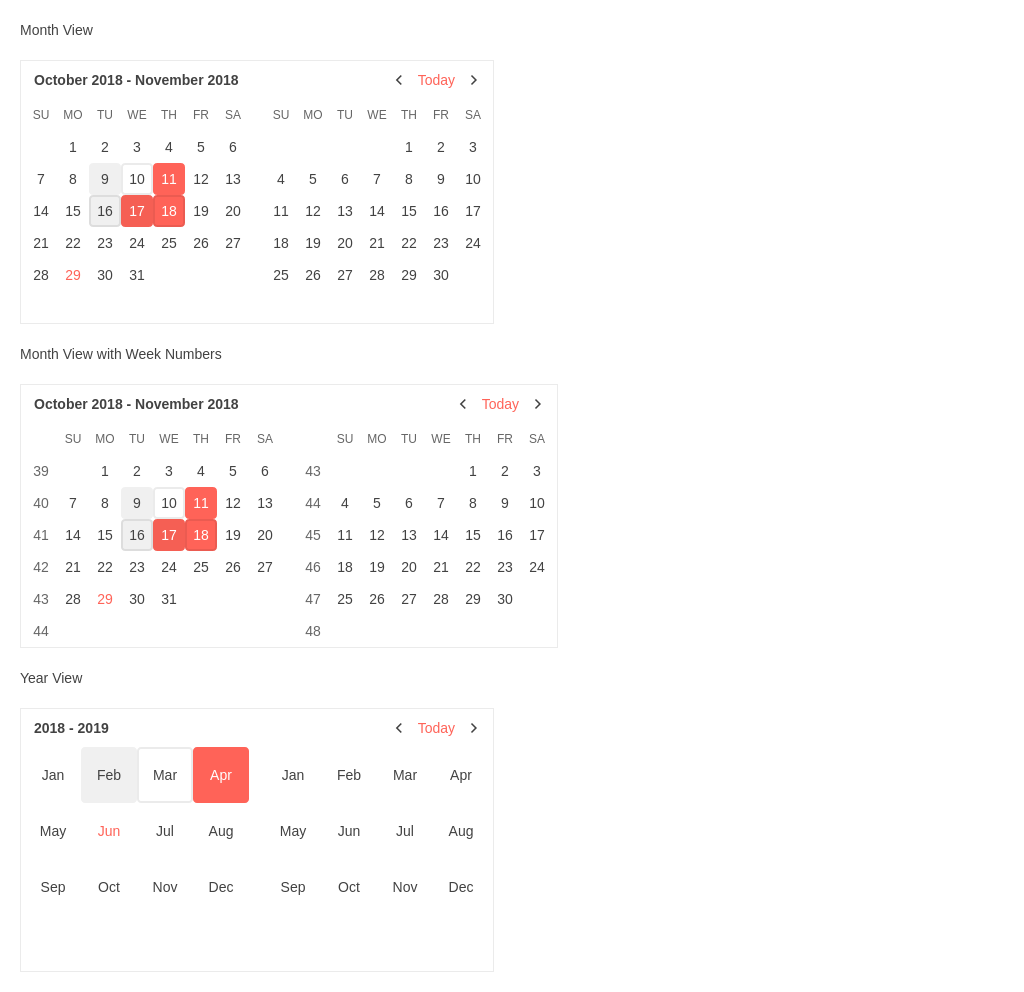 Month View
October 2018 - November 2018 Today
SU MO TU WE TH FR SA SU MO TU WE TH FR SA
1 2 3 4 5 6 1 2 3
7 8 9 10 11 12 13 4 5 6 7 8 9 10
14 15 16 17 18 19 20 11 12 13 14 15 16 17
21 22 23 24 25 26 27 18 19 20 21 22 23 24
28 29 30 31 25 26 27 28 29 30
Month View with Week Numbers
October 2018 - November 2018 Today
SU MO TU WE TH FR SA SU MO TU WE TH FR SA
39 1 2 3 4 5 6 43 1 2 3
40 7 8 9 10 11 12 13 44 4 5 6 7 8 9 10
41 14 15 16 17 18 19 20 45 11 12 13 14 15 16 17
42 21 22 23 24 25 26 27 46 18 19 20 21 22 23 24
43 28 29 30 31 47 25 26 27 28 29 30
44 48
Year View
2018 - 2019 Today
Jan Feb Mar Apr Jan Feb Mar Apr
May Jun Jul Aug May Jun Jul Aug
Sep Oct Nov Dec Sep Oct Nov Dec